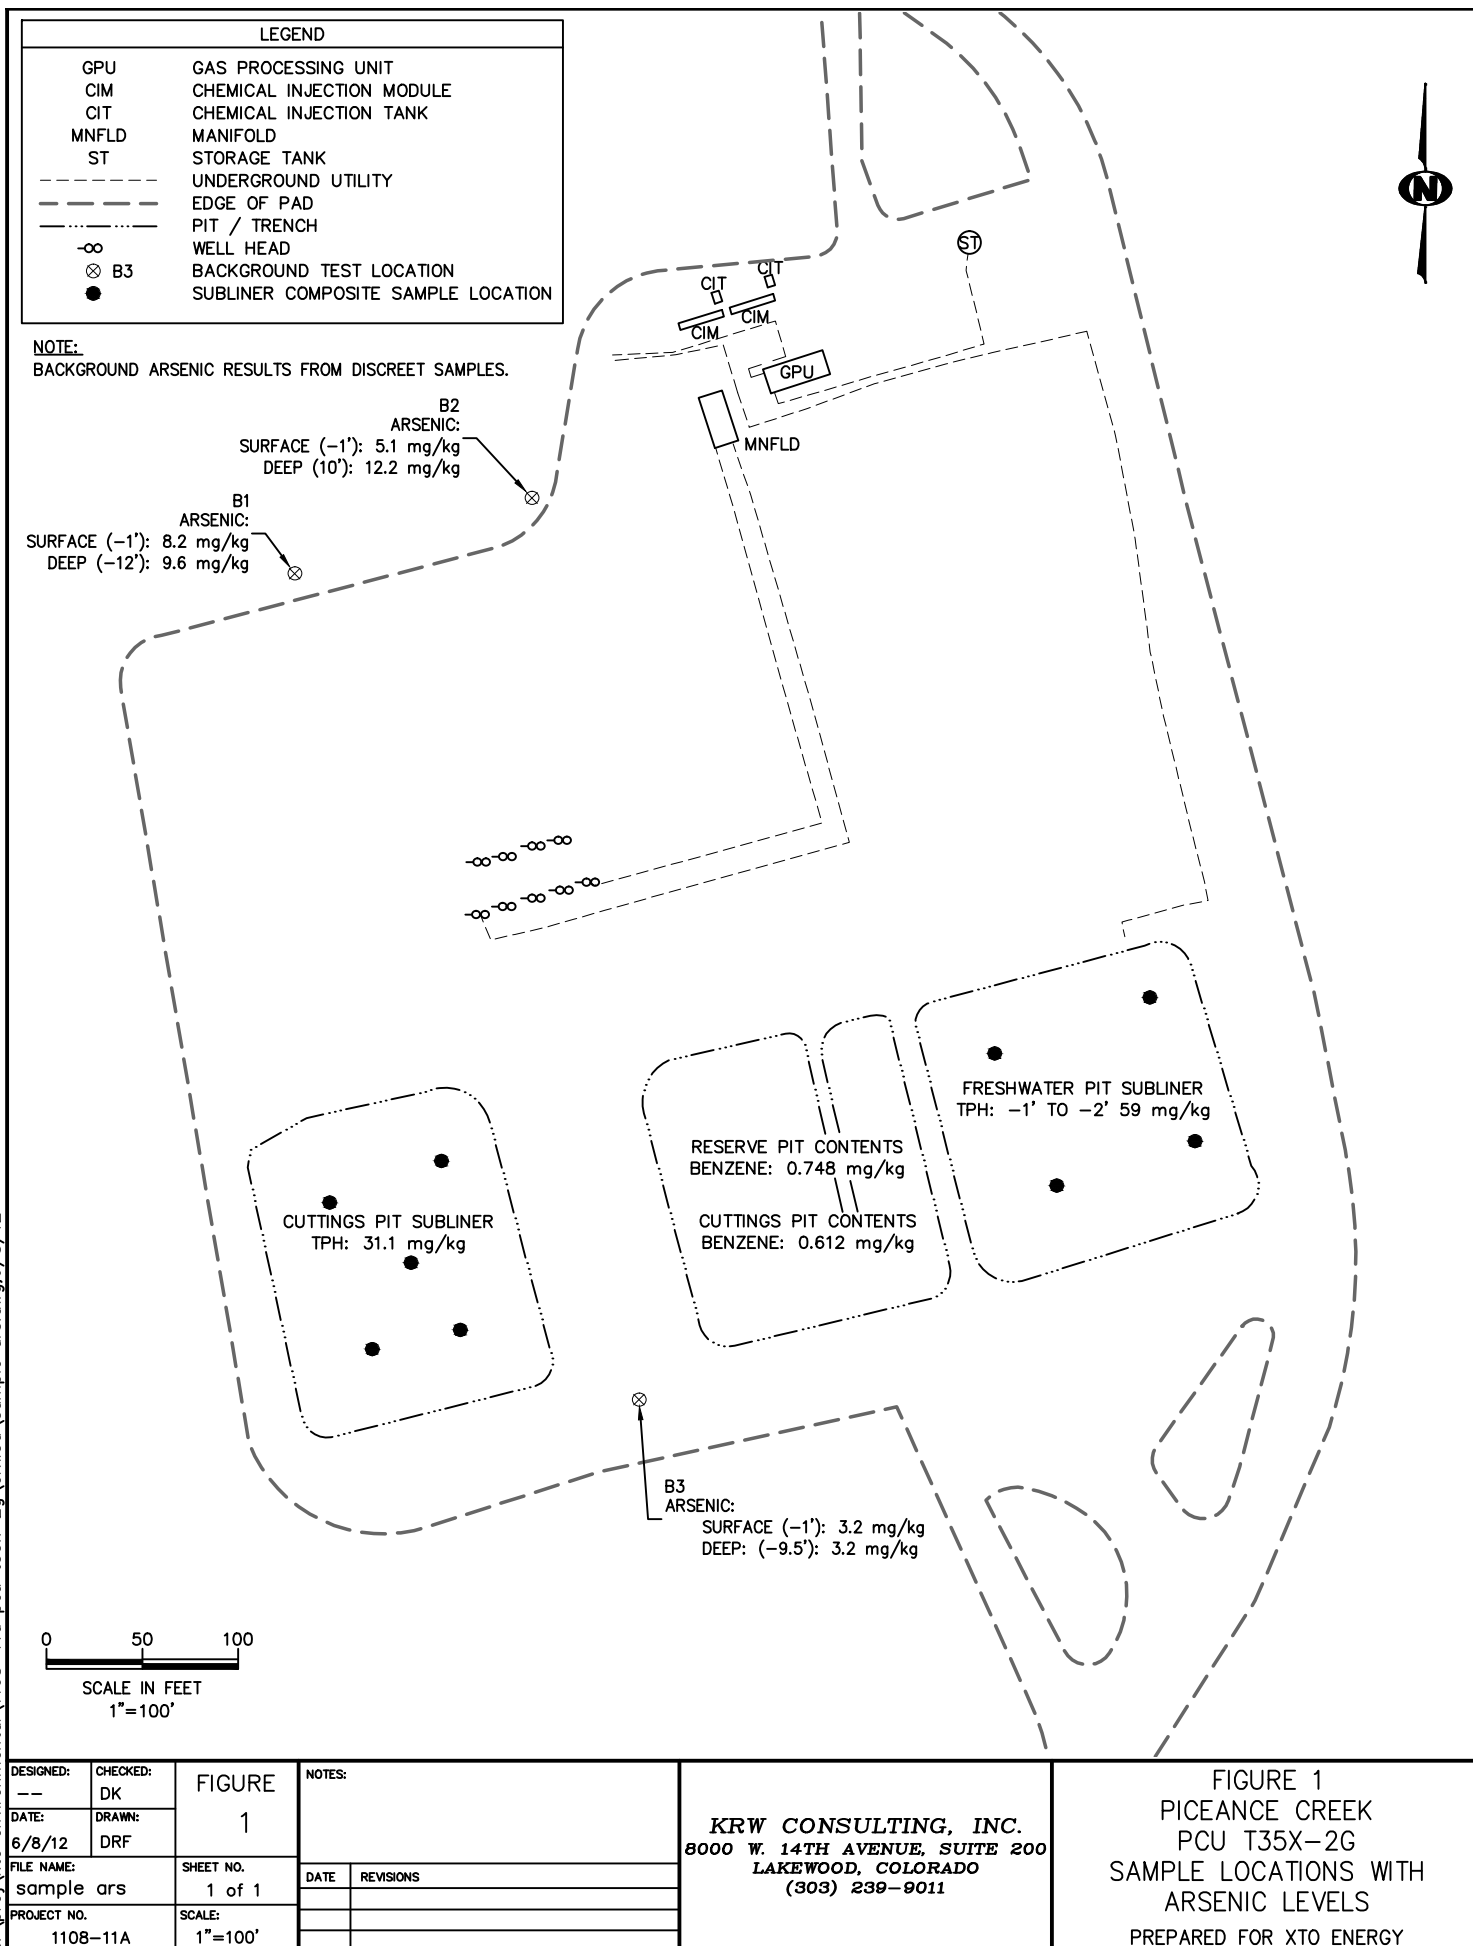 LEGEND
GPU GAS PROCESSING UNIT
CIM CHEMICAL INJECTION MODULE
CIT CHEMICAL INJECTION TANK
MNFLD MANIFOLD
ST STORAGE TANK
UNDERGROUND UTILITY
EDGE OF PAD
PIT / TRENCH
WELL HEAD
B3 BACKGROUND TEST LOCATION
SUBLINER COMPOSITE SAMPLE LOCATION
NOTE:
BACKGROUND ARSENIC RESULTS FROM DISCREET SAMPLES.
N
ST
CIT
CIT
CIM
CIM
GPU
MNFLD
B2
ARSENIC:
SURFACE (-1'): 5.1 mg/kg
DEEP (10'): 12.2 mg/kg
B1
ARSENIC:
SURFACE (-1'): 8.2 mg/kg
DEEP (-12'): 9.6 mg/kg
FRESHWATER PIT SUBLINER
TPH: -1' TO -2' 59 mg/kg
RESERVE PIT CONTENTS
BENZENE: 0.748 mg/kg
CUTTINGS PIT CONTENTS
BENZENE: 0.612 mg/kg
CUTTINGS PIT SUBLINER
TPH: 31.1 mg/kg
B3
ARSENIC:
SURFACE (-1'): 3.2 mg/kg
DEEP: (-9.5'): 3.2 mg/kg
0 50 100
SCALE IN FEET
1"=100'
DESIGNED:
--
CHECKED:
DK
DATE:
6/8/12
DRAWN:
DRF
FIGURE
1
FILE NAME:
sample ars
SHEET NO.
1 of 1
PROJECT NO.
1108-11A
SCALE:
1"=100'
NOTES:
DATE REVISIONS
KRW CONSULTING, INC.
8000 W. 14TH AVENUE, SUITE 200
LAKEWOOD, COLORADO
(303) 239-9011
FIGURE 1
PICEANCE CREEK
PCU T35X-2G
SAMPLE LOCATIONS WITH
ARSENIC LEVELS
PREPARED FOR XTO ENERGY